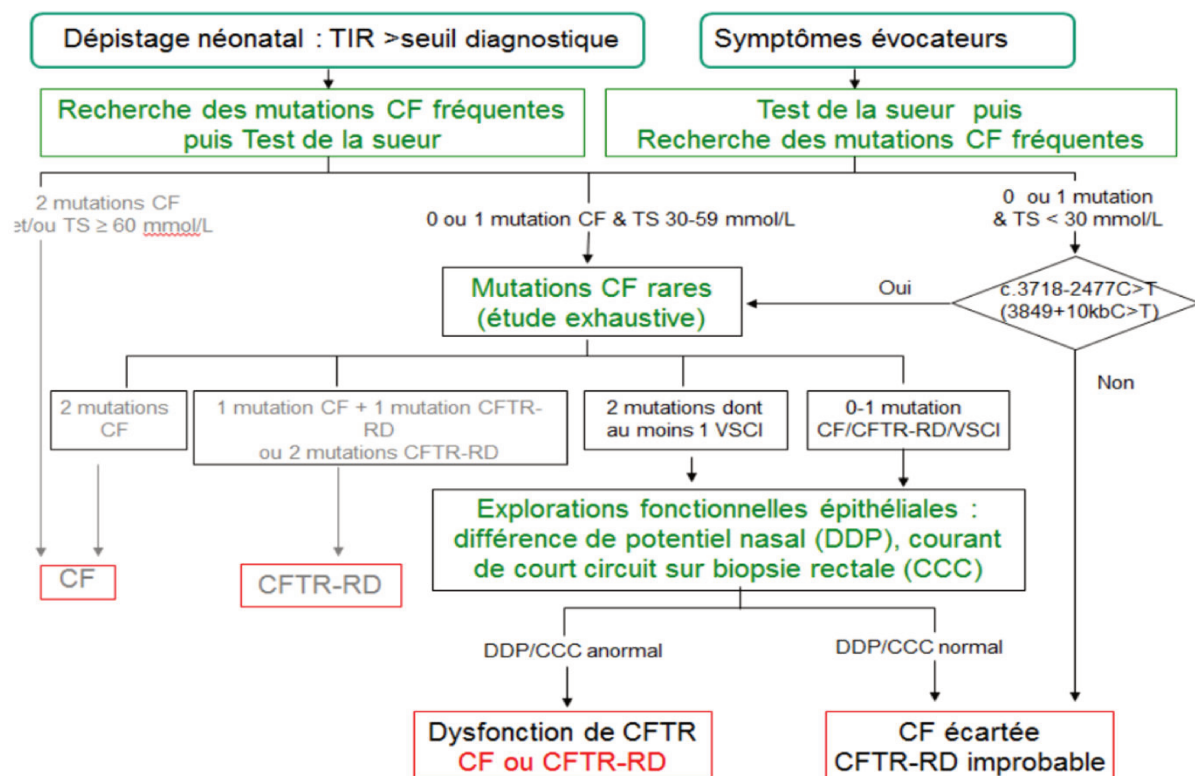 Dépistage néonatal : TIR >seuil diagnostique
Symptômes évocateurs
Recherche des mutations CF fréquentes
puis Test de la sueur
Test de la sueur puis
Recherche des mutations CF fréquentes
2 mutations CF
et/ou TS ≥ 60 mmol/L
0 ou 1 mutation CF & TS 30-59 mmol/L
0 ou 1 mutation
& TS < 30 mmol/L
Mutations CF rares
(étude exhaustive)
Oui
c.3718-2477C>T
(3849+10kbC>T)
Non
2 mutations
CF
1 mutation CF + 1 mutation CFTR-
RD
ou 2 mutations CFTR-RD
2 mutations dont
au moins 1 VSCI
0-1 mutation
CF/CFTR-RD/VSCI
Explorations fonctionnelles épithéliales :
différence de potentiel nasal (DDP), courant
de court circuit sur biopsie rectale (CCC)
CF
CFTR-RD
DDP/CCC anormal
DDP/CCC normal
Dysfonction de CFTR
CF ou CFTR-RD
CF écartée
CFTR-RD improbable